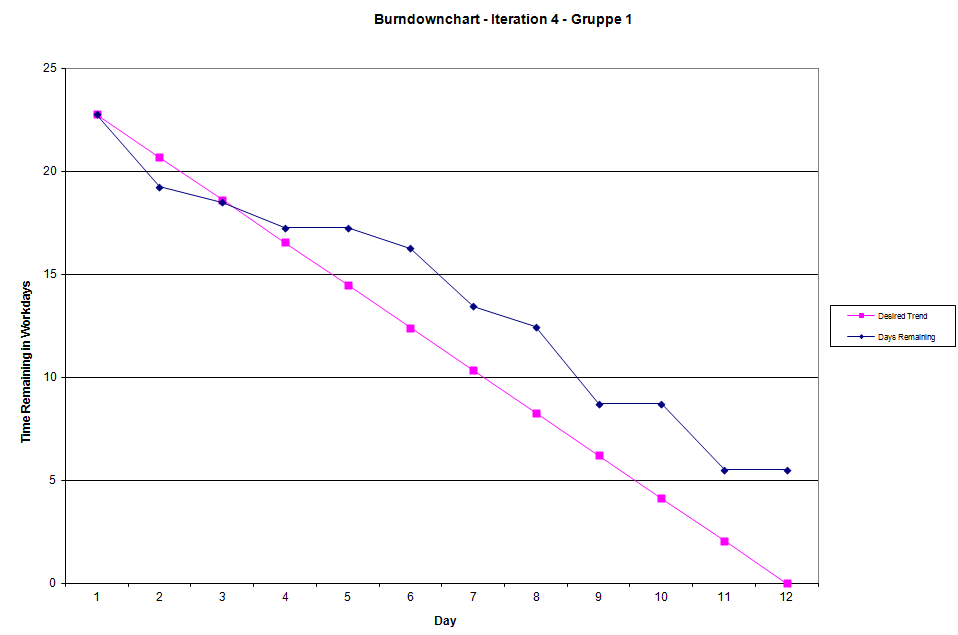 Burndownchart - Iteration 4 - Gruppe 1
25
20
15
10
5
0
Time Remaining in Workdays
1 2 3 4 5 6 7 8 9 10 11 12
Day
Desired Trend
Days Remaining